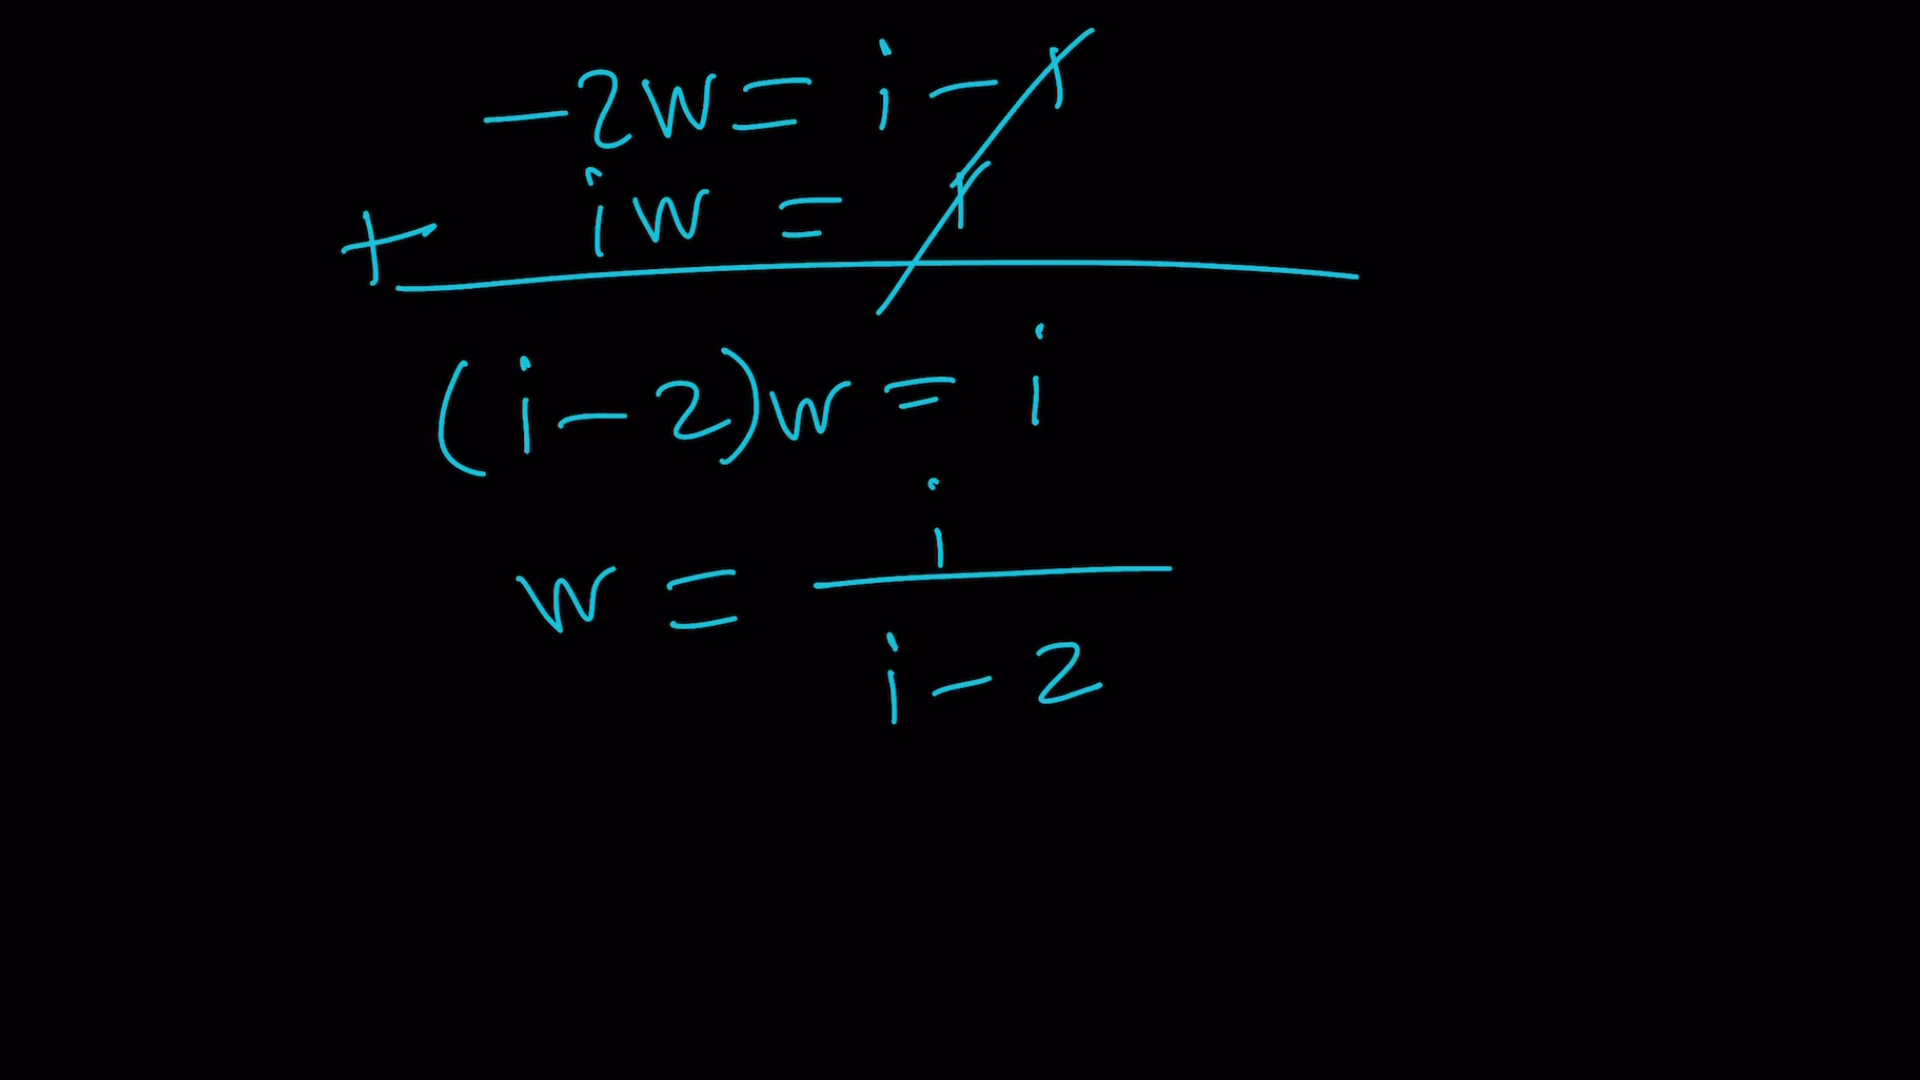 -2w = i - 1
+ iw = 1
(i - 2)w = i
w = i / i - 2